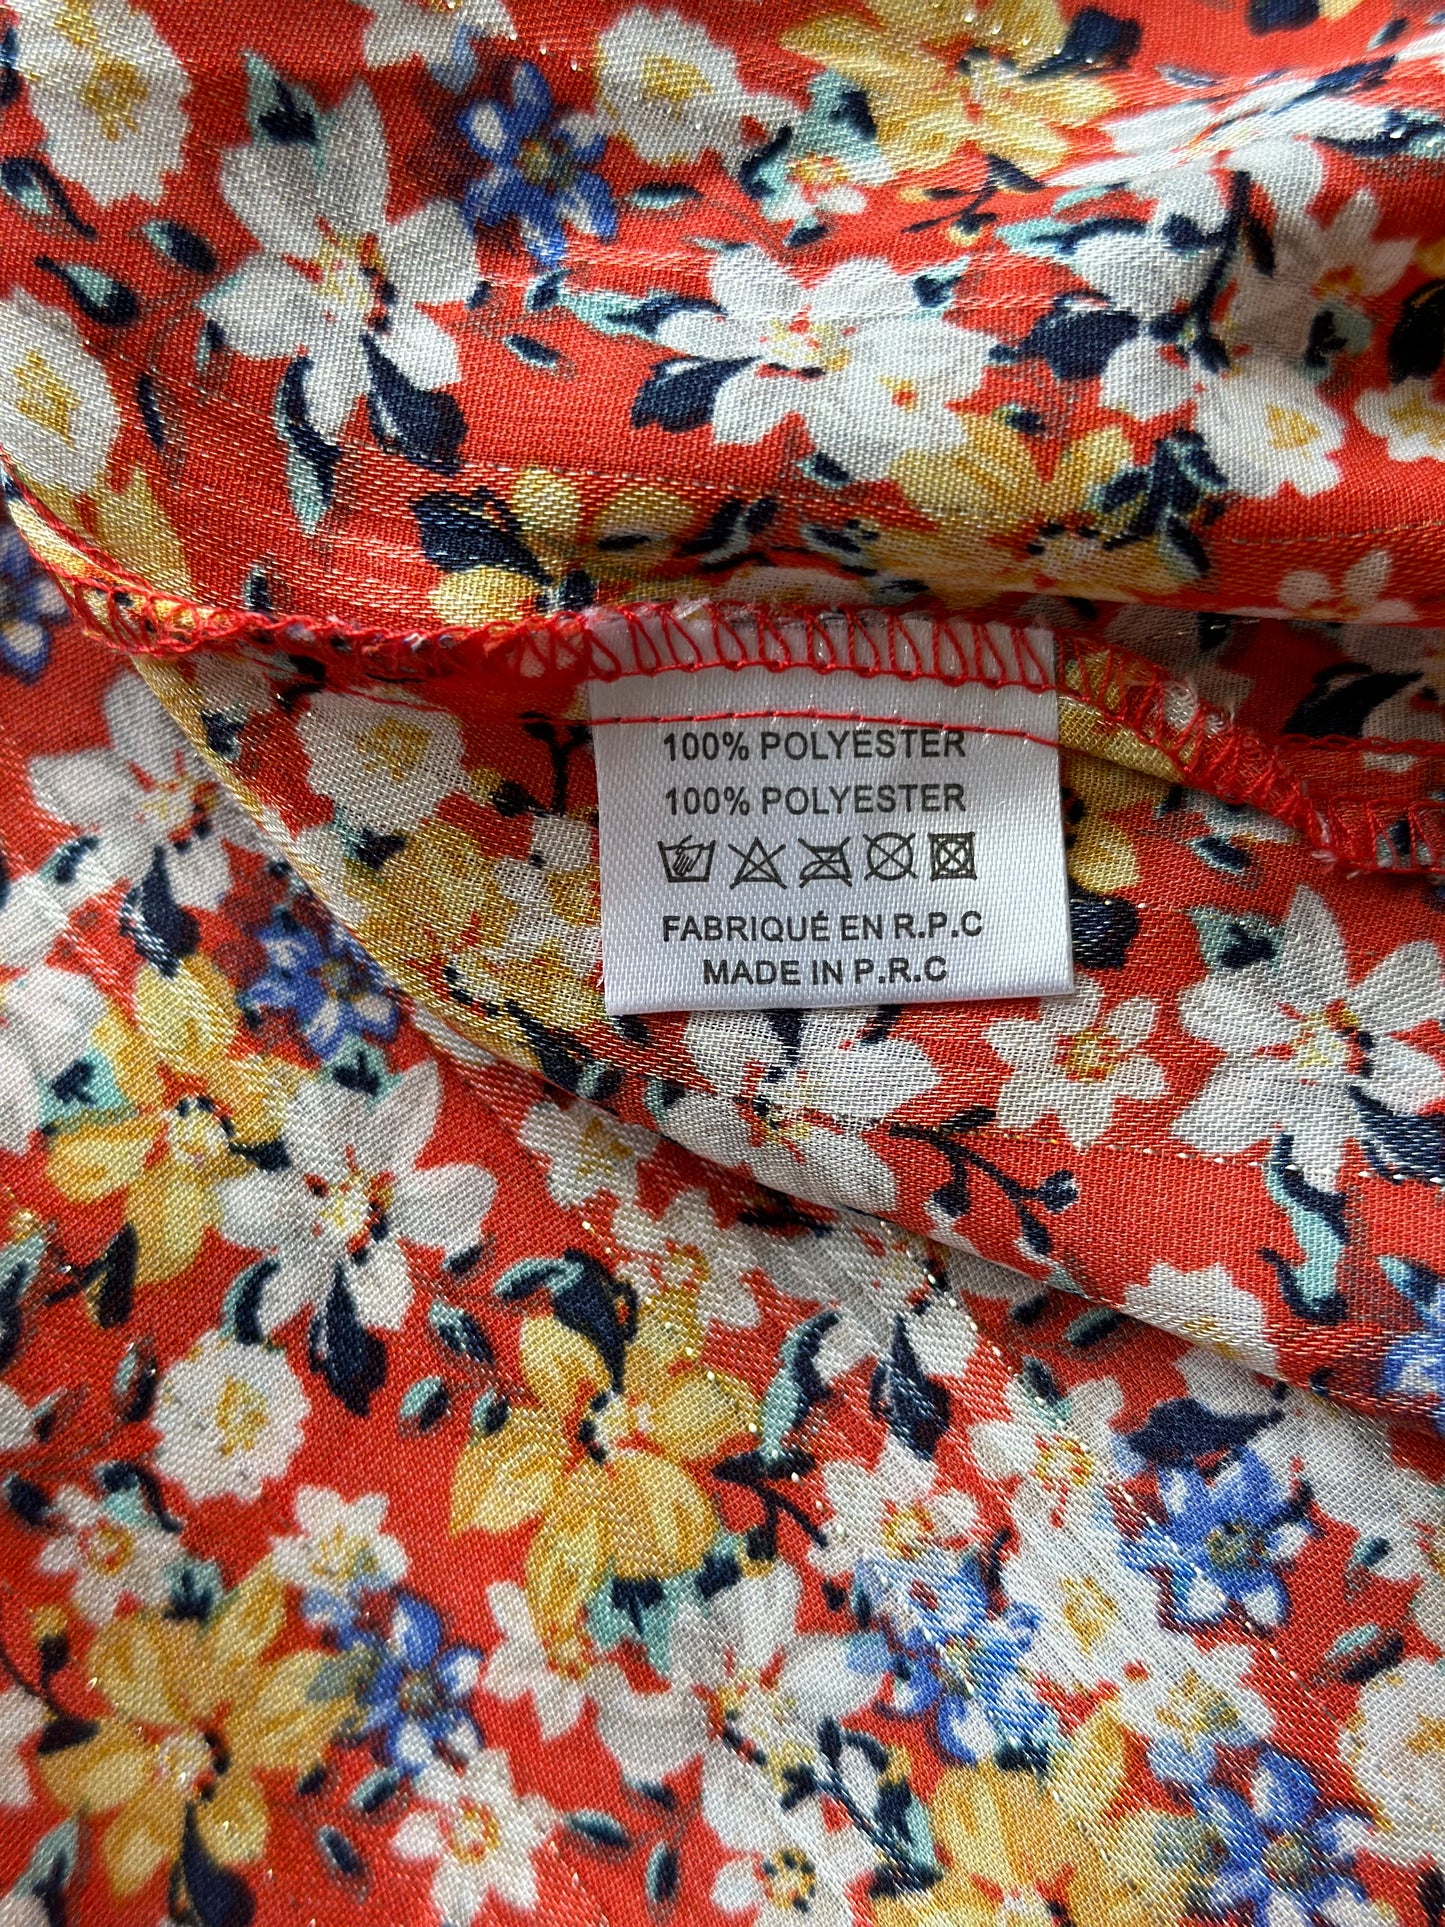 100% POLYESTER
100% POLYESTER
FABRIQUÉ EN R.P.C
MADE IN P.R.C